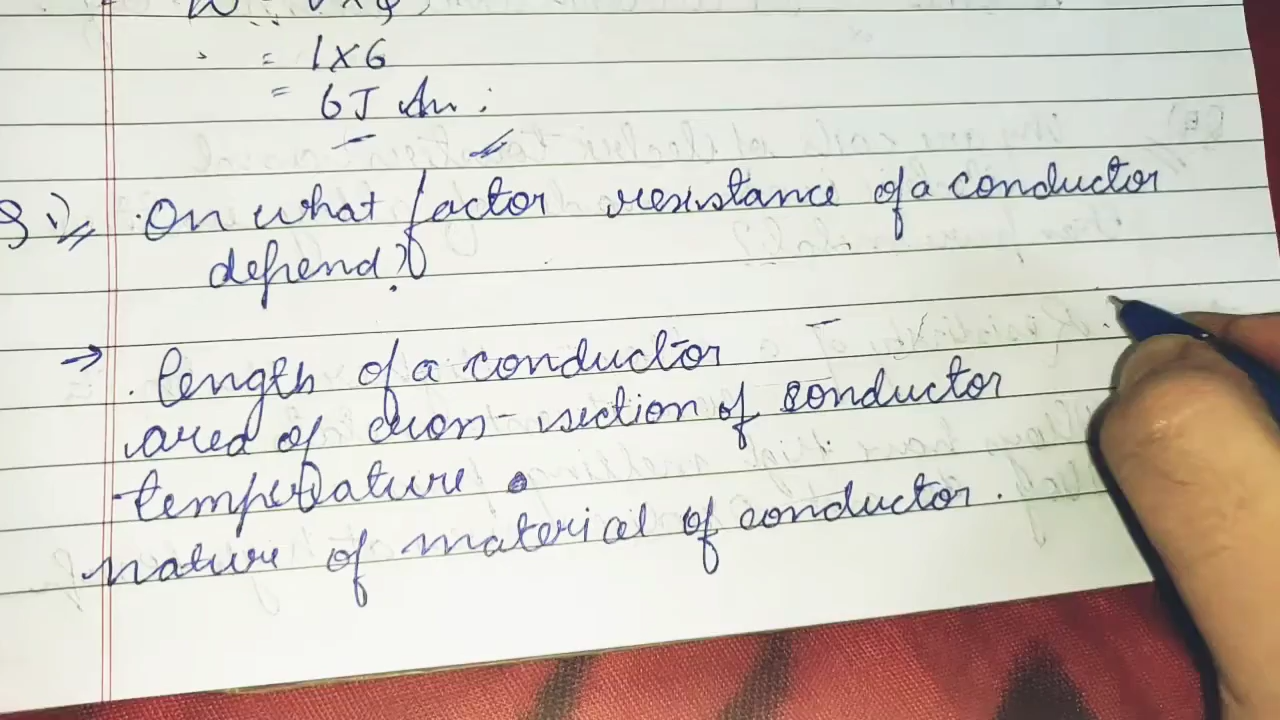 = 1×6
= 6J An:
On what factor resistance of a conductor
depend?
→ length of a conductor
area of cross-section of conductor
temperature.
nature of material of conductor.